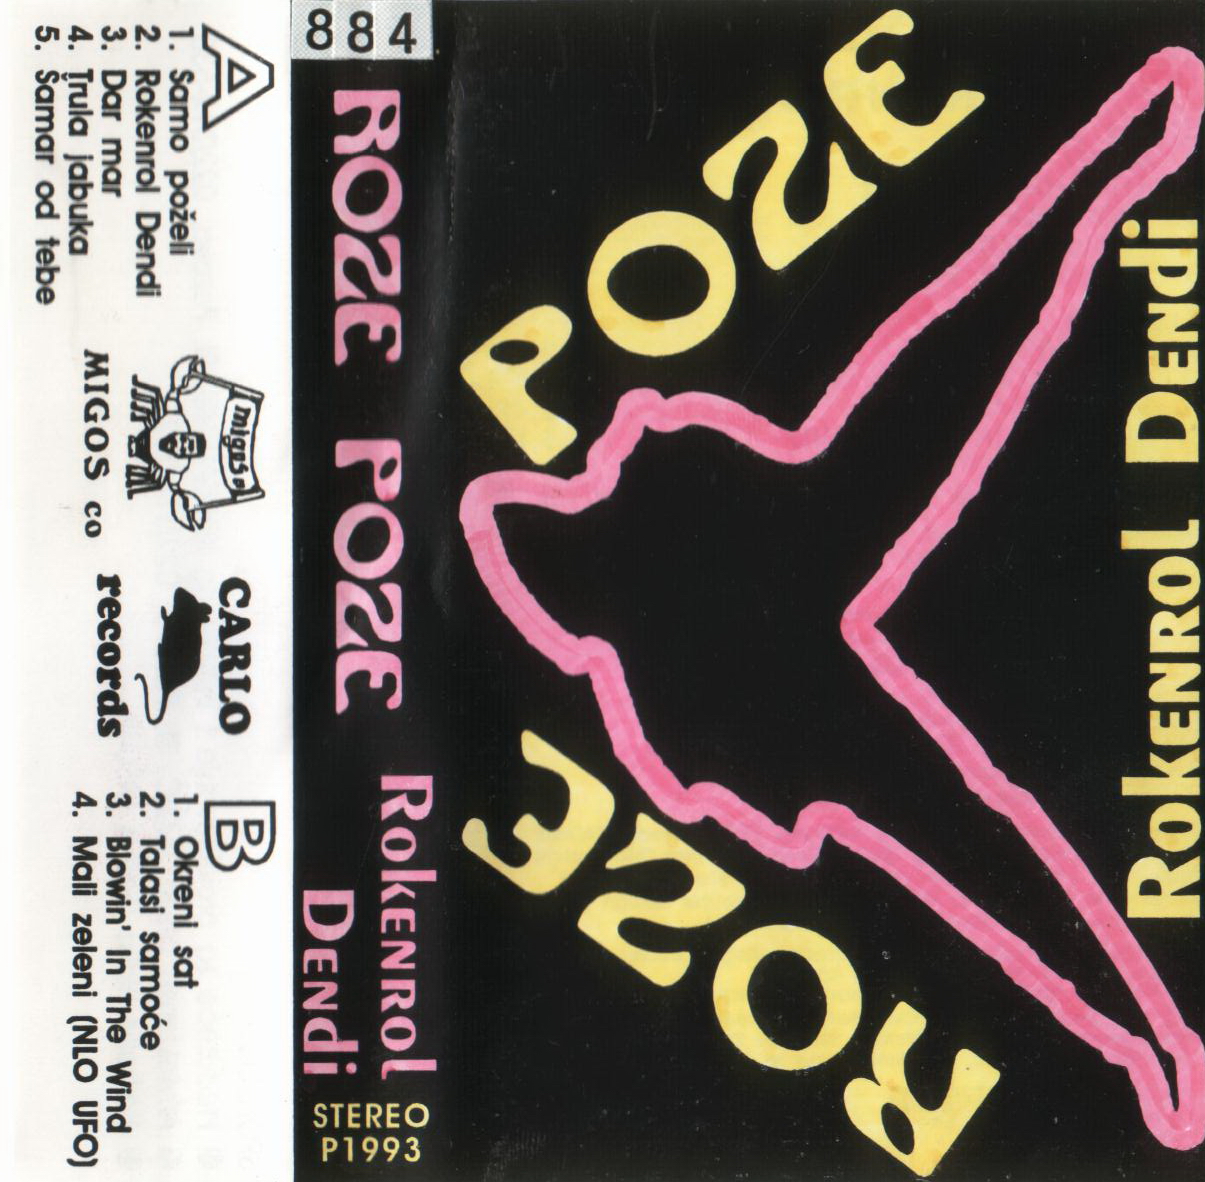 A
1. Samo poželi
2. Rokenrol Dendi
3. Dar mar
4. Trula jabuka
5. Šamar od tebe
migos
MIGOS co
CARLO
records
B
1. Okreni sat
2. Talasi samoće
3. Blowin' In The Wind
4. Mali zeleni (NLO UFO)
884
ROZE POZE
ROKENROL
DENDI
STEREO
P1993
ROZE
POZE
ROKENROL DENDI